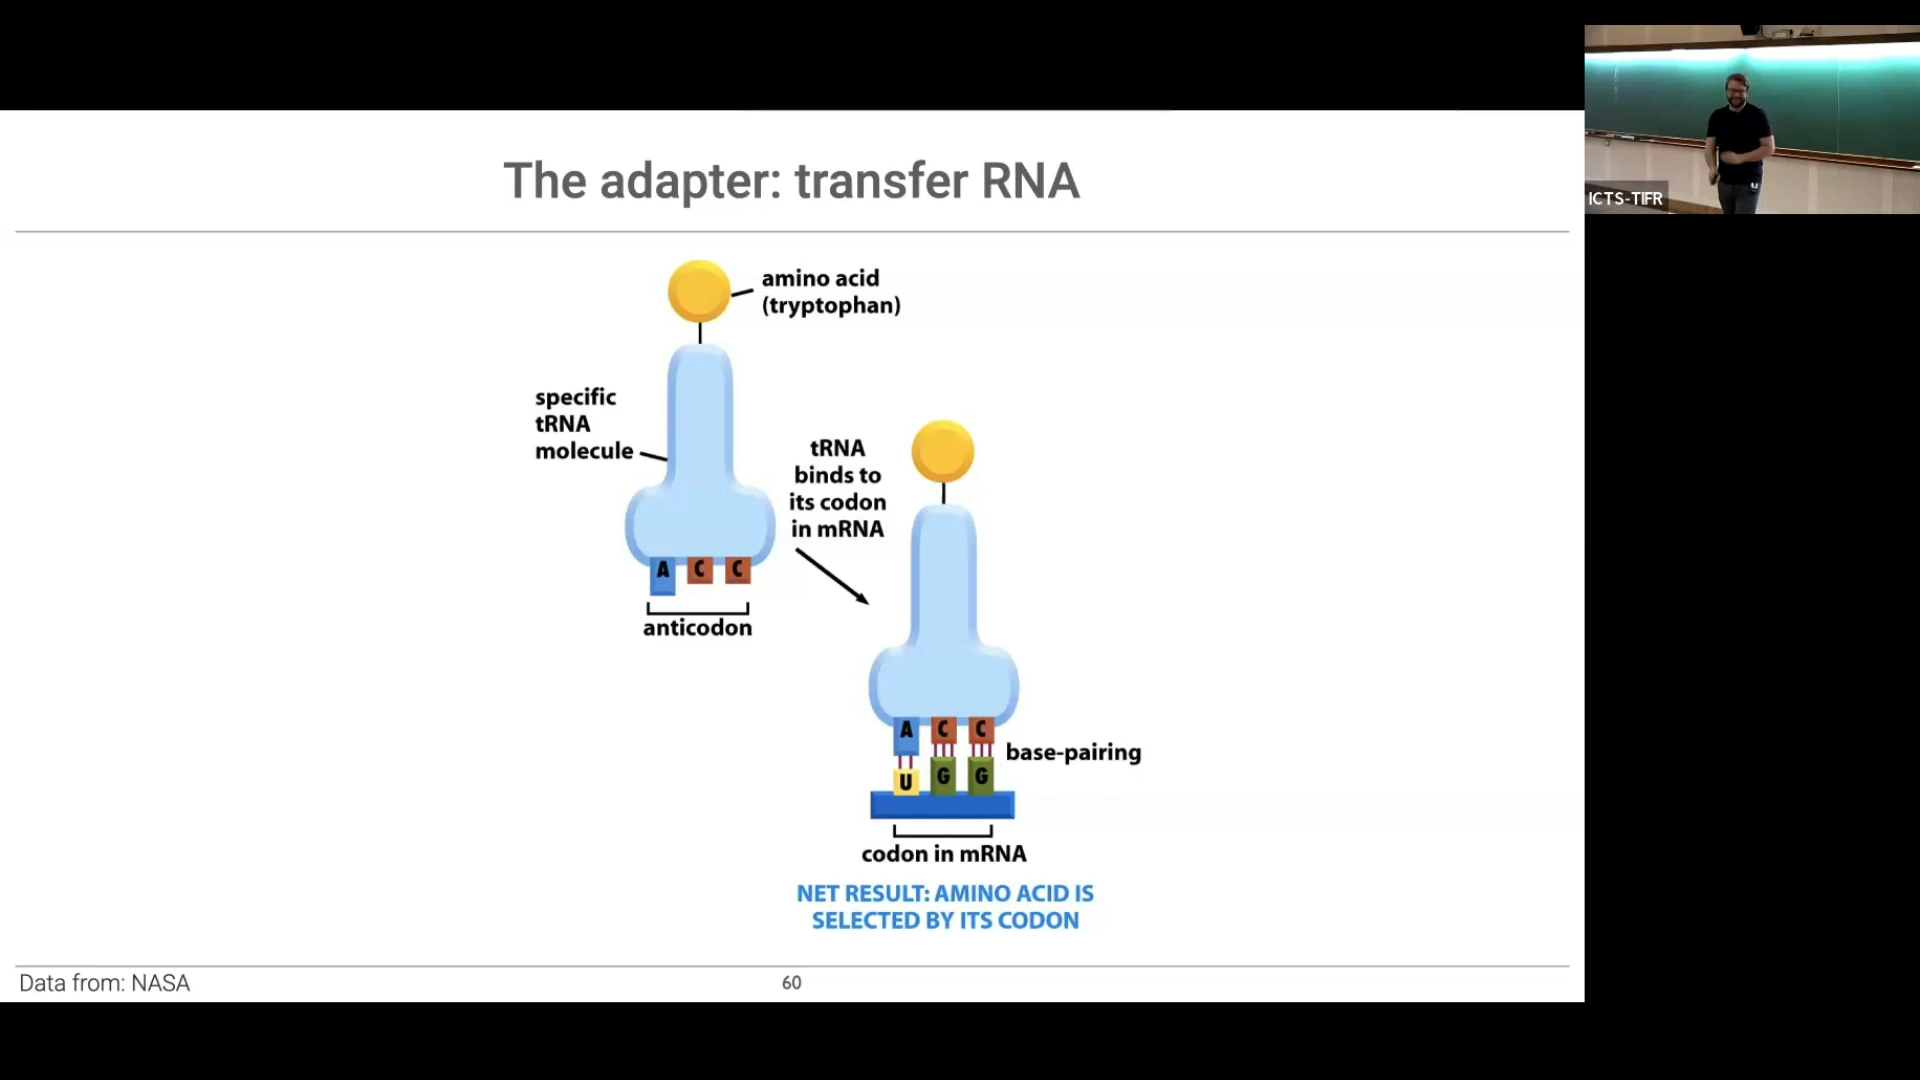 The adapter: transfer RNA
ICTS-TIFR
amino acid
(tryptophan)
specific
tRNA
molecule
tRNA
binds to
its codon
in mRNA
A C C
anticodon
A C C
base-pairing
U G G
codon in mRNA
NET RESULT: AMINO ACID IS
SELECTED BY ITS CODON
Data from: NASA
60